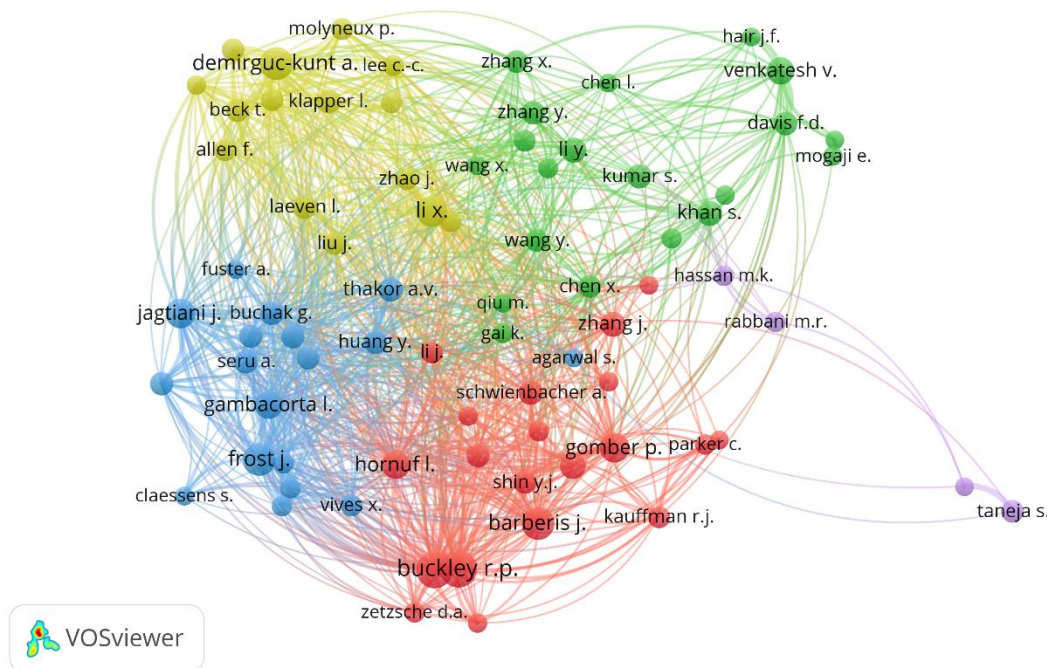 molyneux p.
hair j.f.
demirguc-kunt a.
lee c.-c.
zhang x.
venkatesh v.
chen l.
beck t.
klapper l.
zhang y.
davis f.d.
allen f.
li y.
mogaji e.
wang x.
kumar s.
zhao j.
laeven l.
li x.
khan s.
liu j.
wang y.
fuster a.
hassan m.k.
thakor a.v.
chen x.
jagtiani j.
buchak g.
qiu m.
rabbani m.r.
huang y.
gai k.
zhang j.
seru a.
li j.
agarwal s.
schwienbacher a.
gambacorta l.
gomber p.
parker c.
frost j.
hornuf l.
shin y.j.
claessens s.
vives x.
barberis j.
kauffman r.j.
taneja s.
buckley r.p.
zetzsche d.a.
VOSviewer